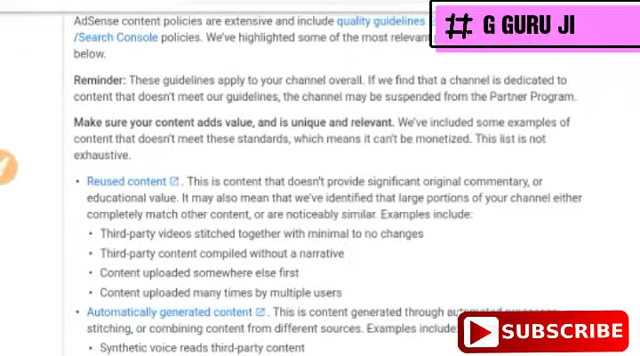 AdSense content policies are extensive and include quality guidelines
# G GURU JI
/Search Console policies. We've highlighted some of the most relevant
below.
Reminder: These guidelines apply to your channel overall. If we find that a channel is dedicated to
content that doesn't meet our guidelines, the channel may be suspended from the Partner Program.
Make sure your content adds value, and is unique and relevant. We've included some examples of
content that doesn't meet these standards, which means it can't be monetized. This list is not
exhaustive.
• Reused content . This is content that doesn't provide significant original commentary, or
educational value. It may also mean that we've identified that large portions of your channel either
completely match other content, or are noticeably similar. Examples include:
• Third-party videos stitched together with minimal to no changes
• Third-party content compiled without a narrative
• Content uploaded somewhere else first
• Content uploaded many times by multiple users
• Automatically generated content . This is content generated through automated processes,
stitching, or combining content from different sources. Examples include:
• Synthetic voice reads third-party content
SUBSCRIBE